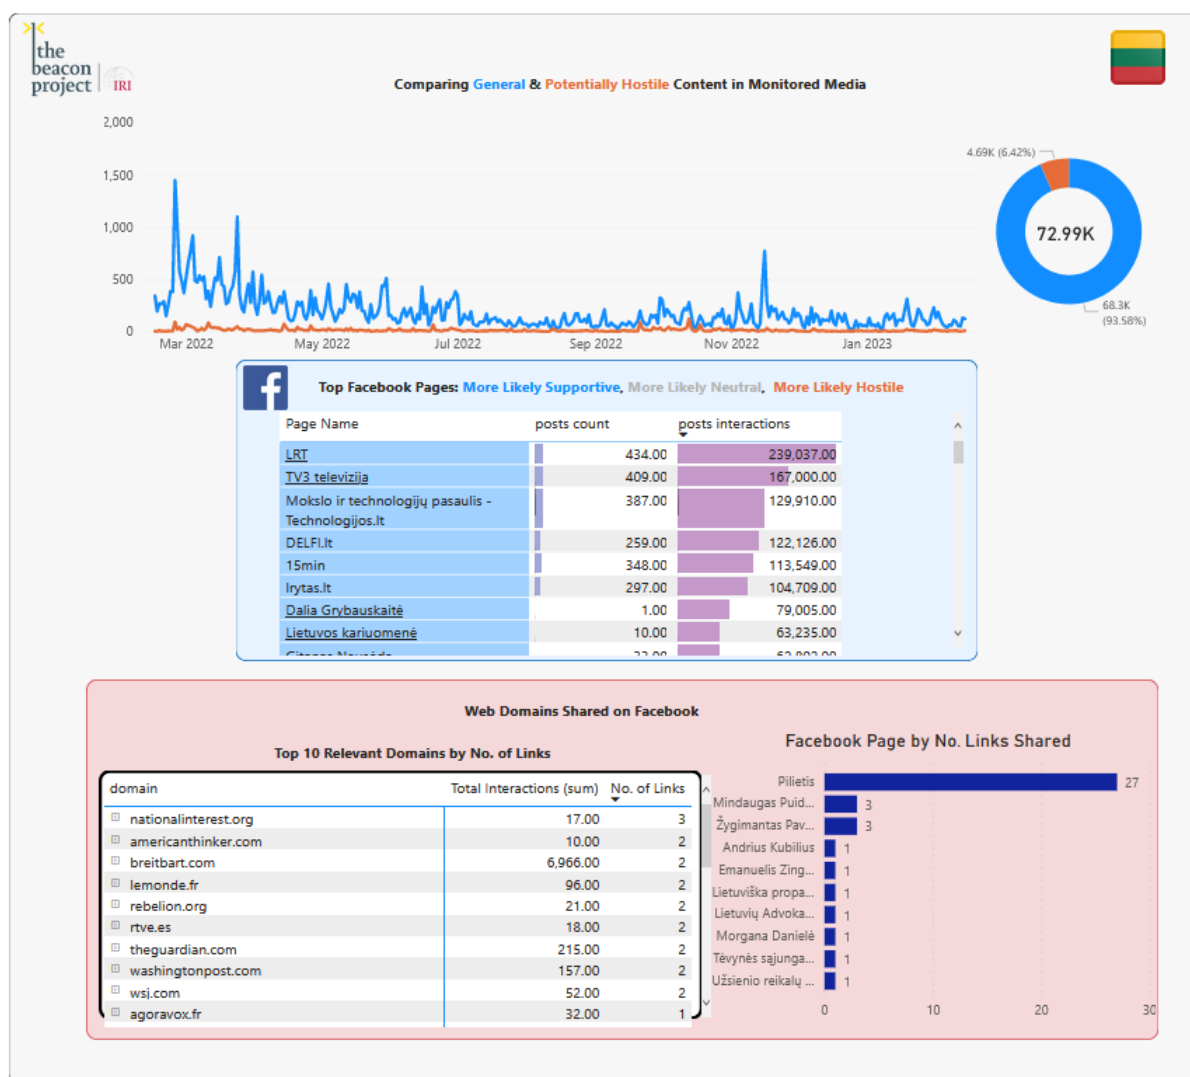 the
beacon
project
IRI
Comparing General & Potentially Hostile Content in Monitored Media
2,000
1,500
1,000
500
0
Mar 2022 May 2022 Jul 2022 Sep 2022 Nov 2022 Jan 2023
4.69K (6.42%)
72.99K
68.3K
(93.58%)
Top Facebook Pages: More Likely Supportive, More Likely Neutral, More Likely Hostile
Page Name posts count posts interactions
LRT 434.00 239,037.00
TV3 televizija 409.00 167,000.00
Mokslo ir technologijų pasaulis -
Technologijos.lt 387.00 129,910.00
DELFI.lt 259.00 122,126.00
15min 348.00 113,549.00
lrytas.lt 297.00 104,709.00
Dalia Grybauskaitė 1.00 79,005.00
Lietuvos kariuomenė 10.00 63,235.00
Web Domains Shared on Facebook
Top 10 Relevant Domains by No. of Links
domain Total Interactions (sum) No. of Links
nationalinterest.org 17.00 3
americanthinker.com 10.00 2
breitbart.com 6,966.00 2
lemonde.fr 96.00 2
rebelion.org 21.00 2
rtve.es 18.00 2
theguardian.com 215.00 2
washingtonpost.com 157.00 2
wsj.com 52.00 2
agoravox.fr 32.00 1
Facebook Page by No. Links Shared
Pilietis 27
Mindaugas Puid... 3
Žygimantas Pav... 3
Andrius Kubilius 1
Emanuelis Zing... 1
Lietuviška propa... 1
Lietuvių Advoka... 1
Morgana Danielė 1
Tėvynės sąjunga... 1
Užsienio reikalų ... 1
0 10 20 30